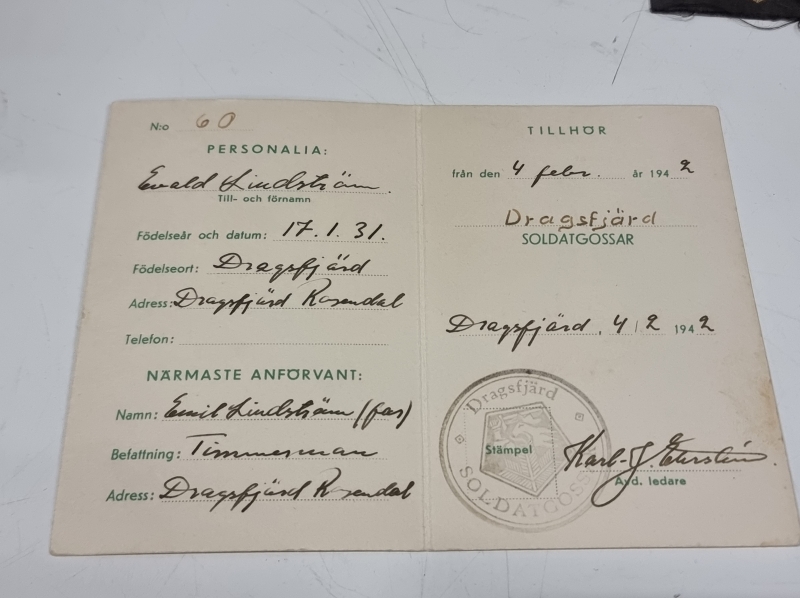 N:o 60
PERSONALIA:
Evald Lindström.
Till- och förnamn
Födelseår och datum: 17.1.31.
Födelseort: Dragsfjärd
Adress: Dragsfjärd Rosendal
Telefon:
NÄRMASTE ANFÖRVANT:
Namn: Emil Lindström (far)
Befattning: Timmerman
Adress: Dragsfjärd Rosendal
TILLHÖR
från den 4 febr. år 1942
Dragsfjärd
SOLDATGOSSAR
Dragsfjärd. 4/2 1942
Dragsfjärd
Stämpel
SOLDATGOSSAR
Karl-J.
Avd. ledare